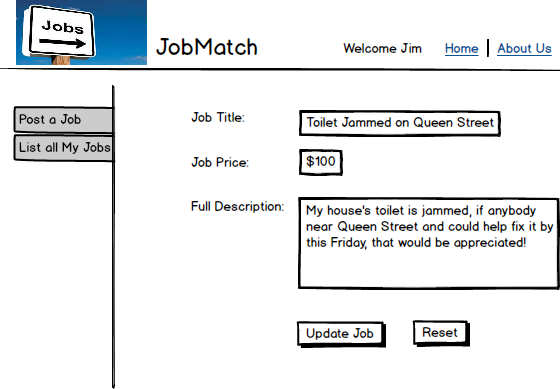 Jobs
JobMatch
Welcome Jim
Home
About Us
Post a Job
List all My Jobs
Job Title:
Toilet Jammed on Queen Street
Job Price:
$100
Full Description:
My house's toilet is jammed, if anybody
near Queen Street and could help fix it by
this Friday, that would be appreciated!
Update Job
Reset